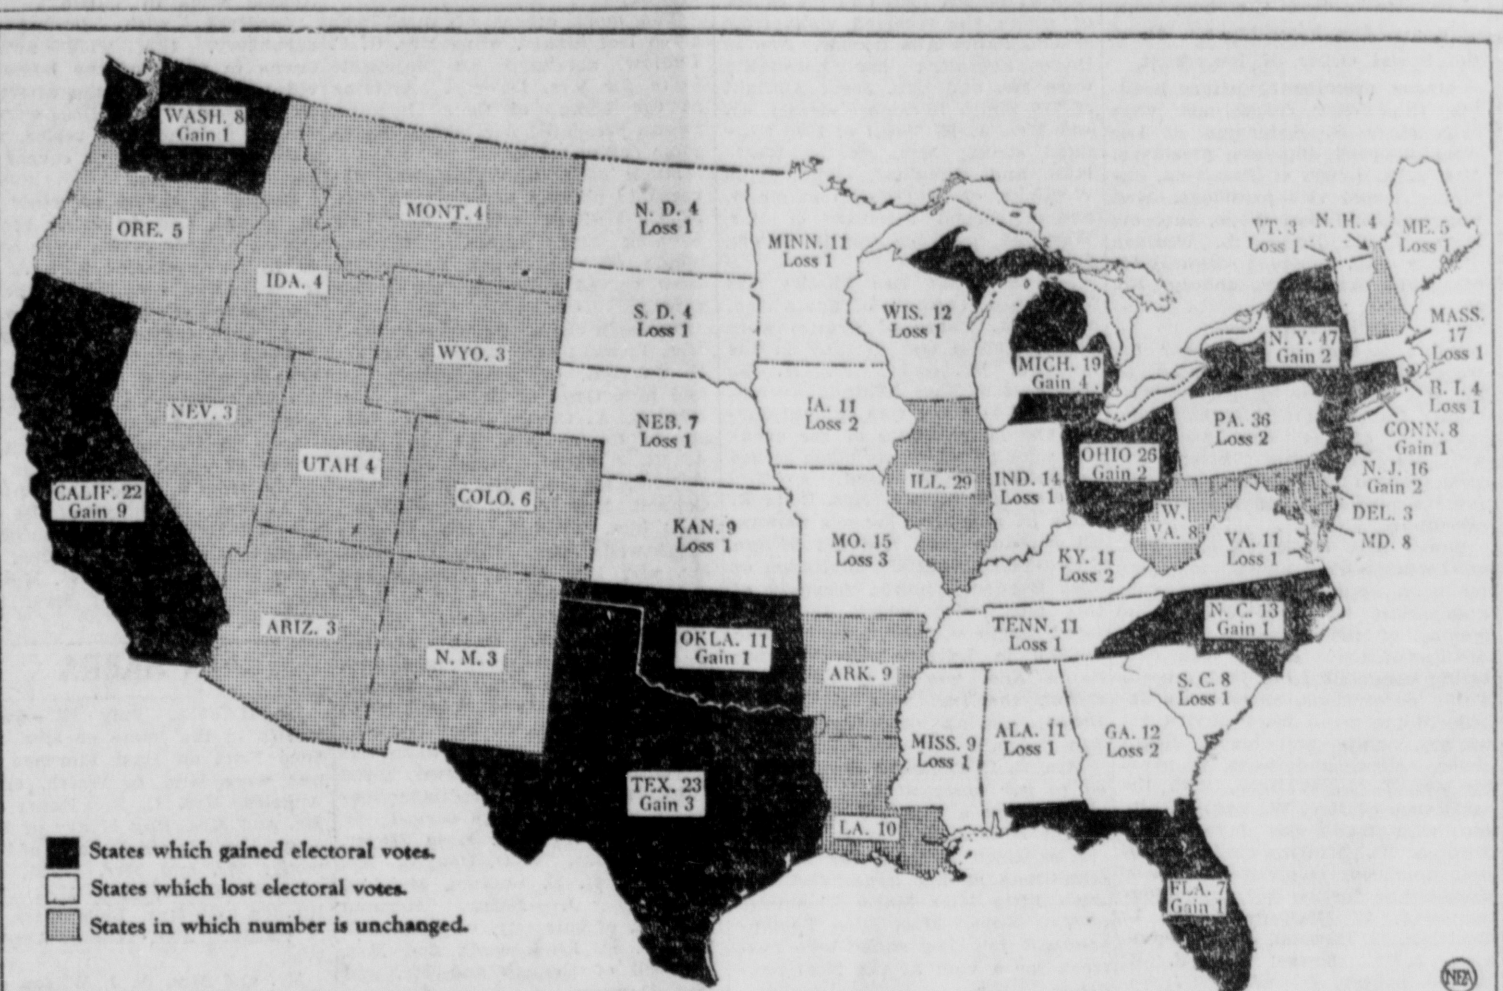 WASH. 8
Gain 1
ORE. 5
MONT. 4
IDA. 4
N. D. 4
Loss 1
MINN. 11
Loss 1
VT. 3
Loss 1
N. H. 4
ME. 5
Loss 1
S. D. 4
Loss 1
WIS. 12
Loss 1
WYO. 3
MICH. 19
Gain 4
N. Y. 47
Gain 2
MASS.
17
Loss 1
NEV. 3
NEB. 7
Loss 1
IA. 11
Loss 2
R. I. 4
Loss 1
PA. 36
Loss 2
CONN. 8
Gain 1
UTAH 4
COLO. 6
ILL. 29
IND. 14
Loss 1
OHIO 26
Gain 2
N. J. 16
Gain 2
CALIF. 22
Gain 9
KAN. 9
Loss 1
MO. 15
Loss 3
KY. 11
Loss 2
W.
VA. 8
VA. 11
Loss 1
DEL. 3
MD. 8
ARIZ. 3
N. M. 3
OKLA. 11
Gain 1
ARK. 9
TENN. 11
Loss 1
N. C. 13
Gain 1
S. C. 8
Loss 1
MISS. 9
Loss 1
ALA. 11
Loss 1
GA. 12
Loss 2
TEX. 23
Gain 3
LA. 10
FLA. 7
Gain 1
States which gained electoral votes.
States which lost electoral votes.
States in which number is unchanged.
NEA